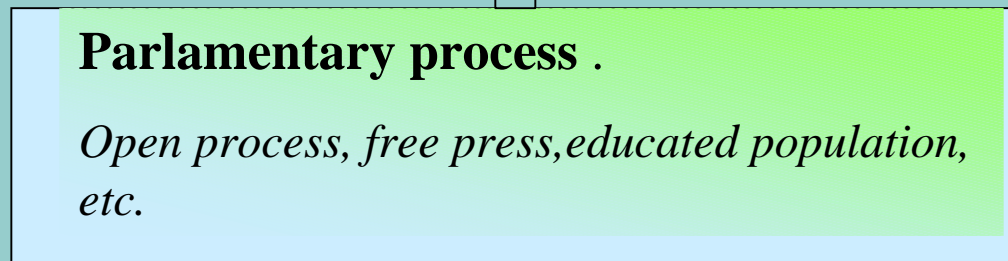 Parlamentary process .
Open process, free press,educated population,
etc.